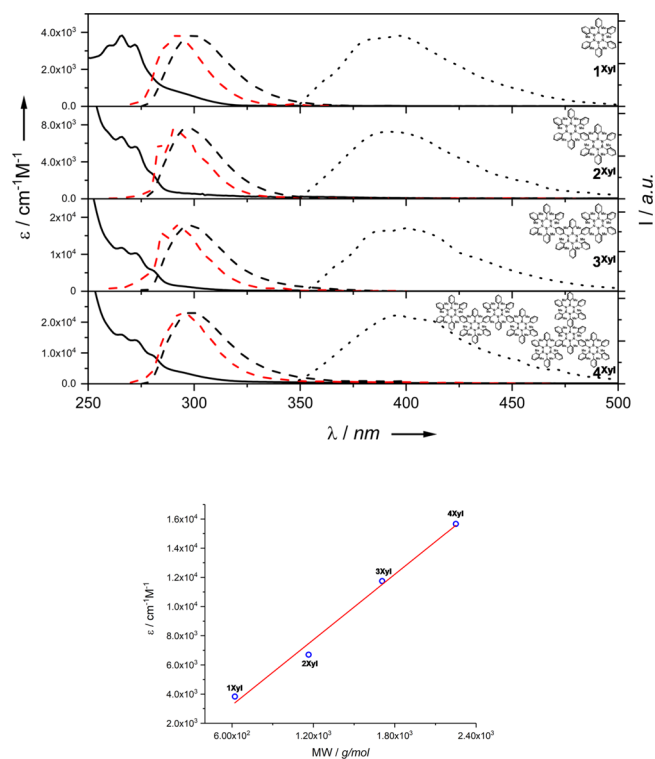 4.0x10³
2.0x10³
0.0
1ˣʸˡ
8.0x10³
4.0x10³
0.0
2ˣʸˡ
2x10⁴
1x10⁴
0
3ˣʸˡ
2.0x10⁴
1.0x10⁴
0.0
4ˣʸˡ
250 300 350 400 450 500
ε / cm⁻¹M⁻¹
I / a.u.
λ / nm
1.6x10⁴
1.4x10⁴
1.2x10⁴
1.0x10⁴
8.0x10³
6.0x10³
4.0x10³
2.0x10³
ε / cm⁻¹M⁻¹
4Xyl
3Xyl
2Xyl
1Xyl
6.00x10² 1.20x10³ 1.80x10³ 2.40x10³
MW / g/mol